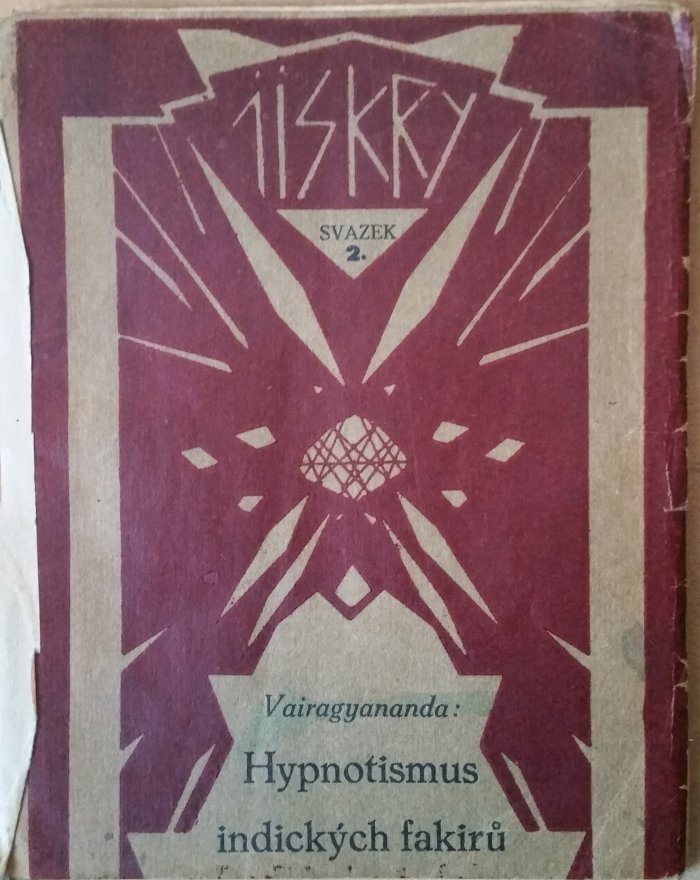 JISKRY
SVAZEK
2.
Vairagyananda:
Hypnotismus
indických fakirů